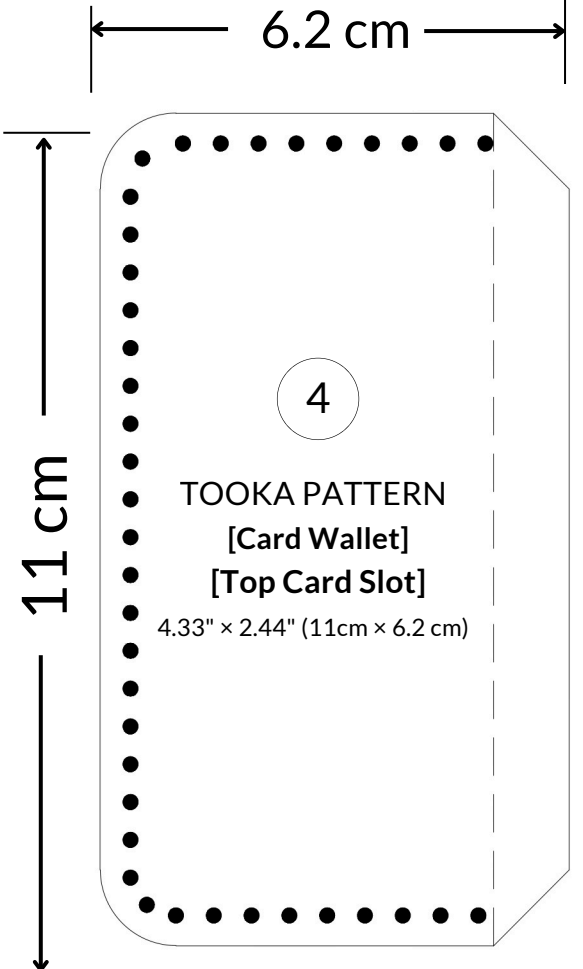 6.2 cm
11 cm
4
TOOKA PATTERN
[Card Wallet]
[Top Card Slot]
4.33" × 2.44" (11cm × 6.2 cm)